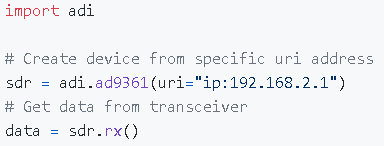 import adi
# Create device from specific uri address
sdr = adi.ad9361(uri="ip:192.168.2.1")
# Get data from transceiver
data = sdr.rx()